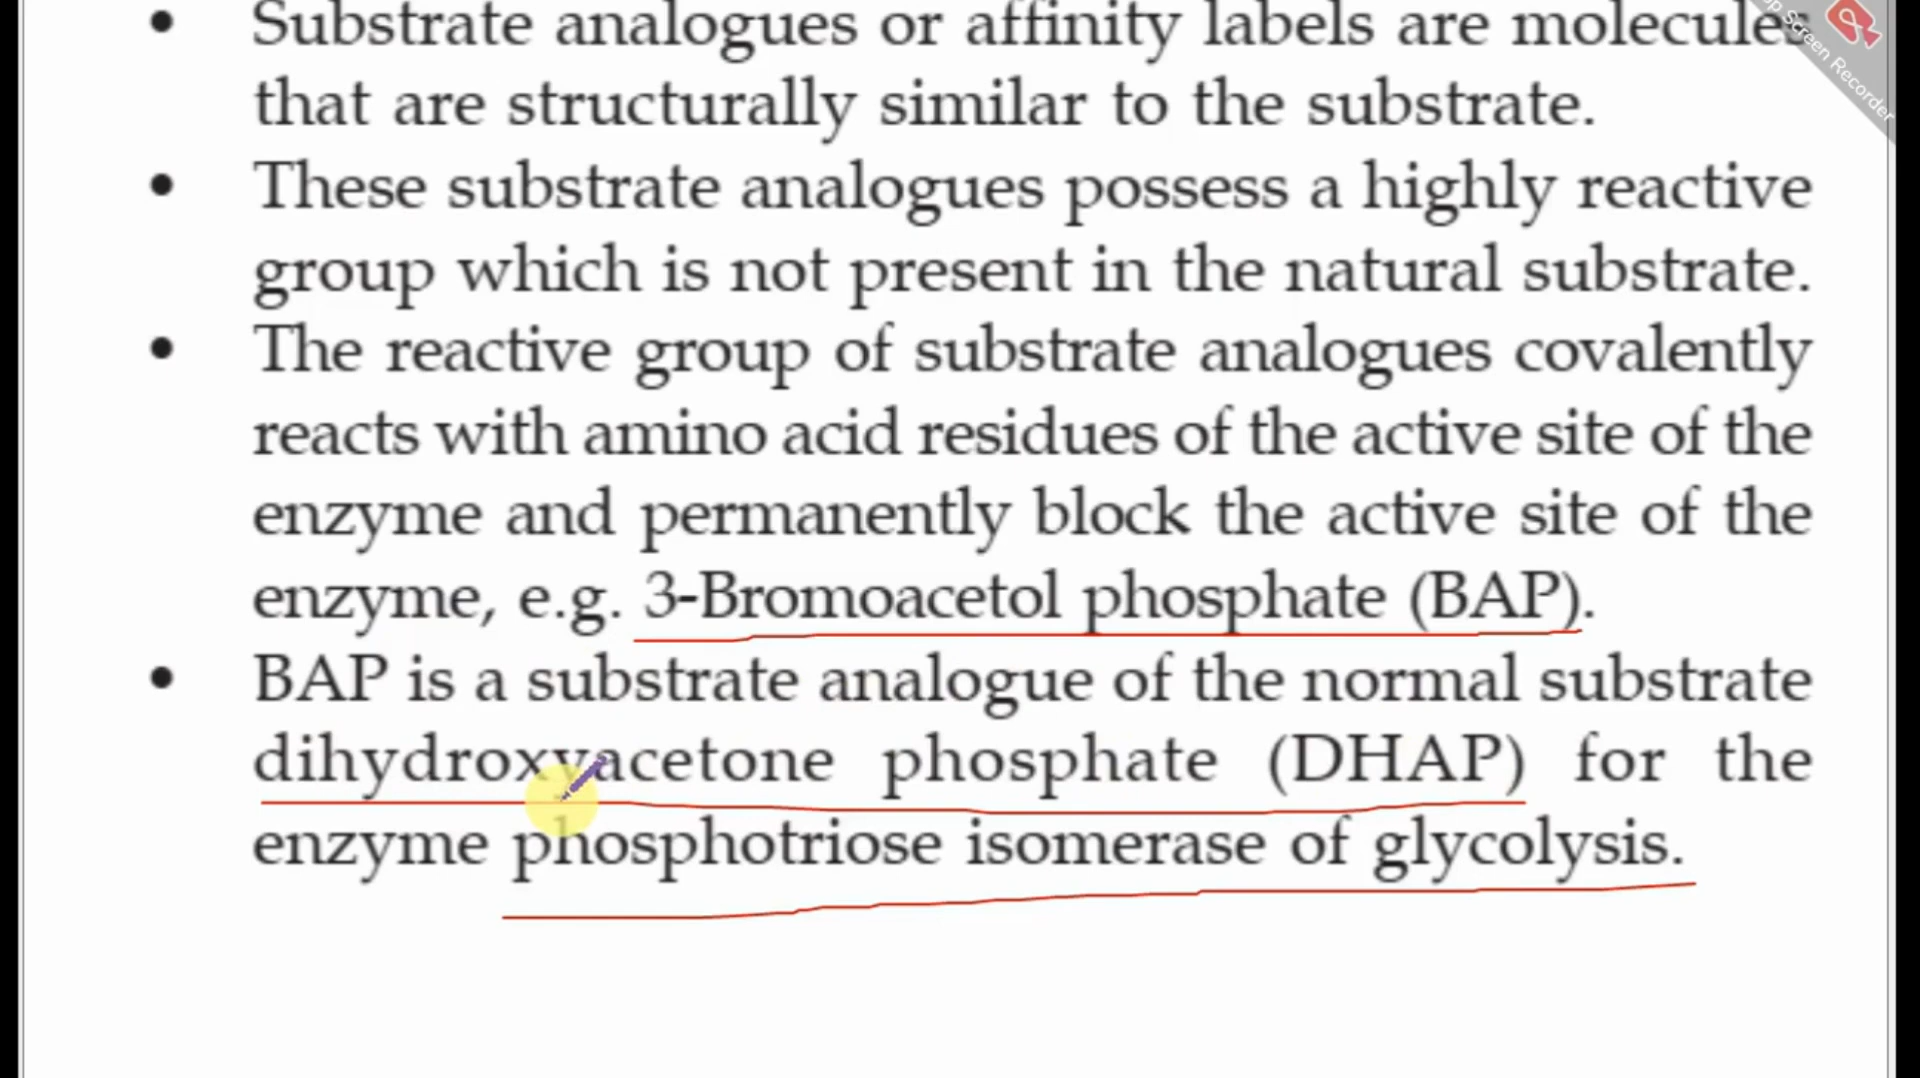 • Substrate analogues or affinity labels are molecules
that are structurally similar to the substrate.
• These substrate analogues possess a highly reactive
group which is not present in the natural substrate.
• The reactive group of substrate analogues covalently
reacts with amino acid residues of the active site of the
enzyme and permanently block the active site of the
enzyme, e.g. 3-Bromoacetol phosphate (BAP).
• BAP is a substrate analogue of the normal substrate
dihydroxyacetone phosphate (DHAP) for the
enzyme phosphotriose isomerase of glycolysis.
Screen Recorder